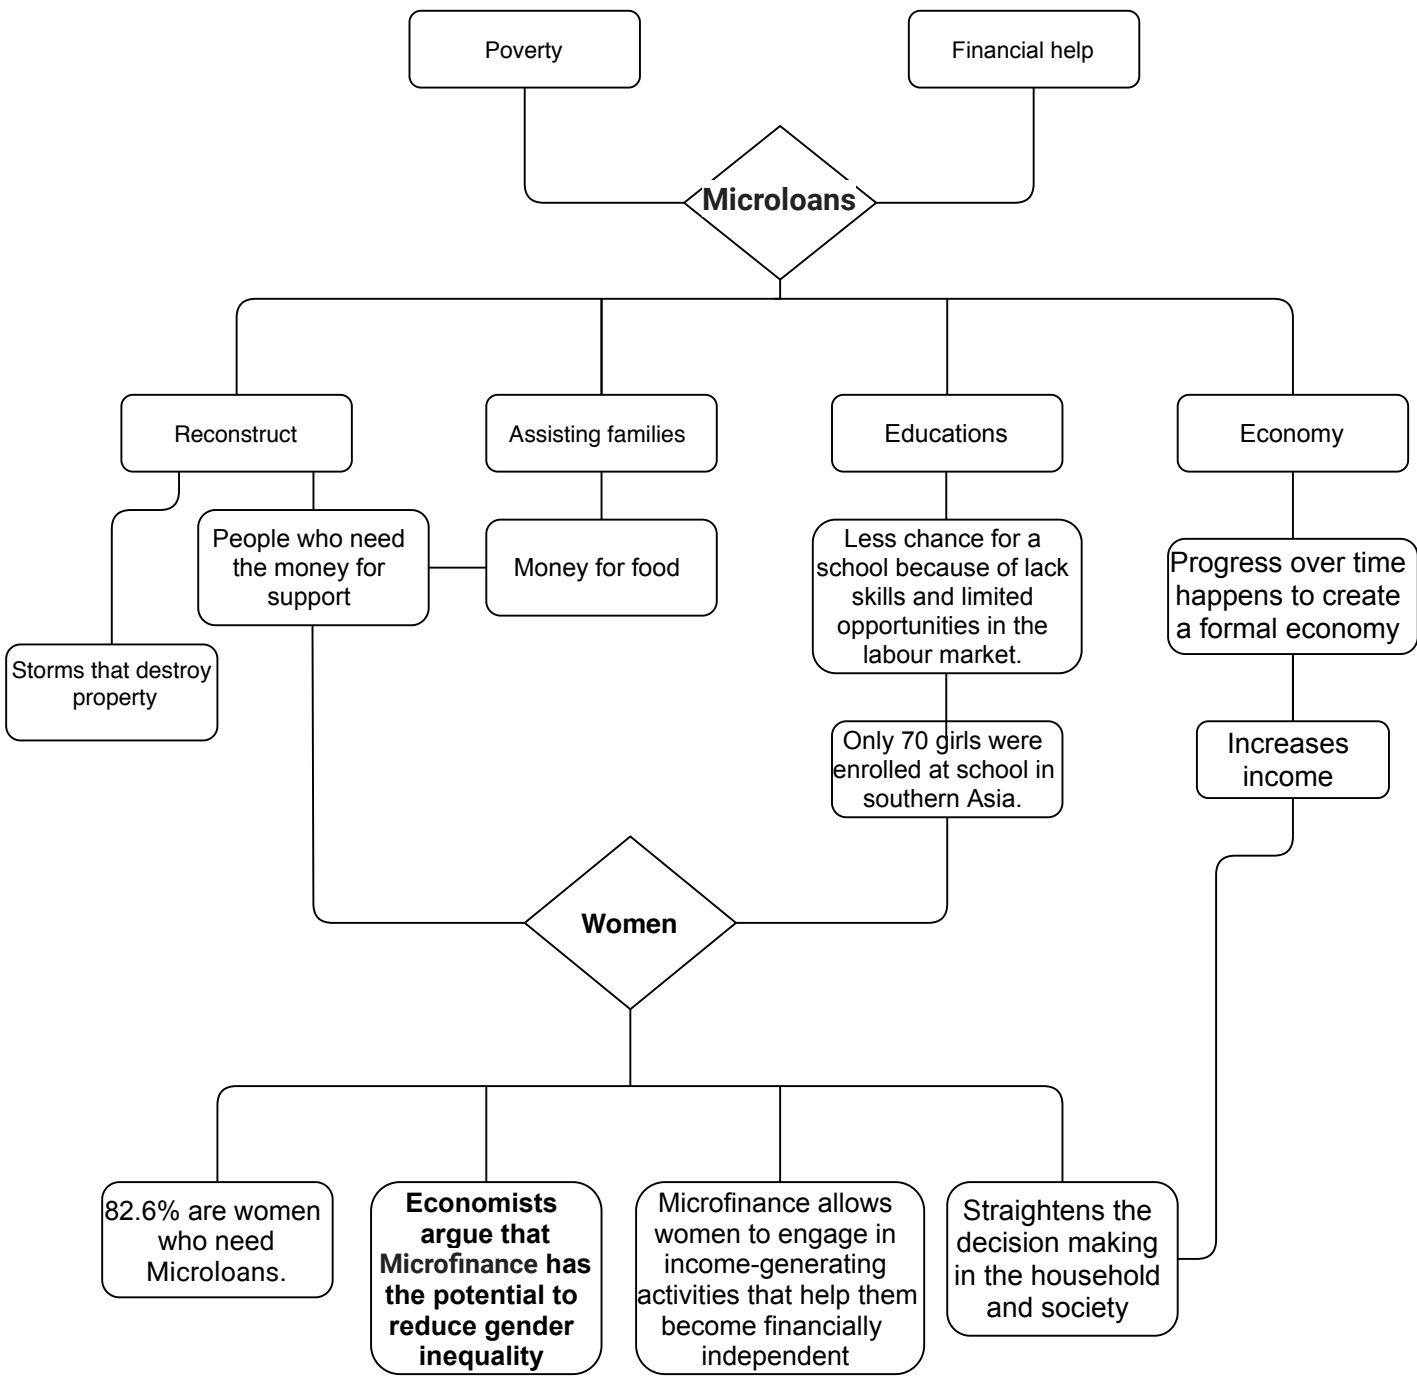 Poverty
Financial help
Microloans
Reconstruct
Assisting families
Educations
Economy
People who need
the money for
support
Money for food
Less chance for a
school because of lack
skills and limited
opportunities in the
labour market.
Progress over time
happens to create
a formal economy
Storms that destroy
property
Only 70 girls were
enrolled at school in
southern Asia.
Increases
income
Women
82.6% are women
who need
Microloans.
Economists
argue that
Microfinance has
the potential to
reduce gender
inequality
Microfinance allows
women to engage in
income-generating
activities that help them
become financially
independent
Straightens the
decision making
in the household
and society